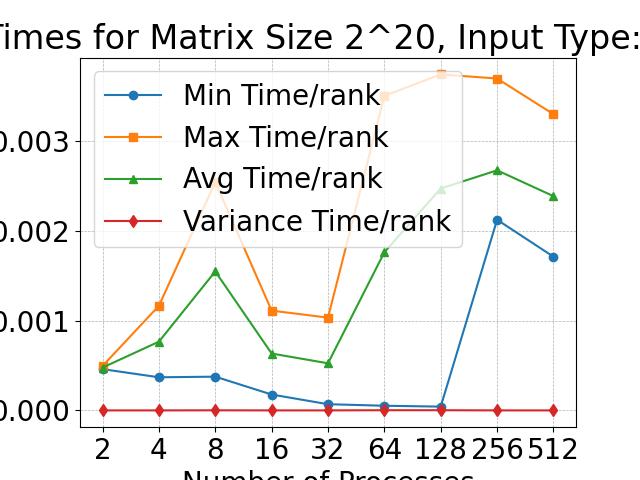 Times for Matrix Size 2^20, Input Type:
Min Time/rank
Max Time/rank
Avg Time/rank
Variance Time/rank
0.003
0.002
0.001
0.000
2 4 8 16 32 64 128 256 512
Number of Processes